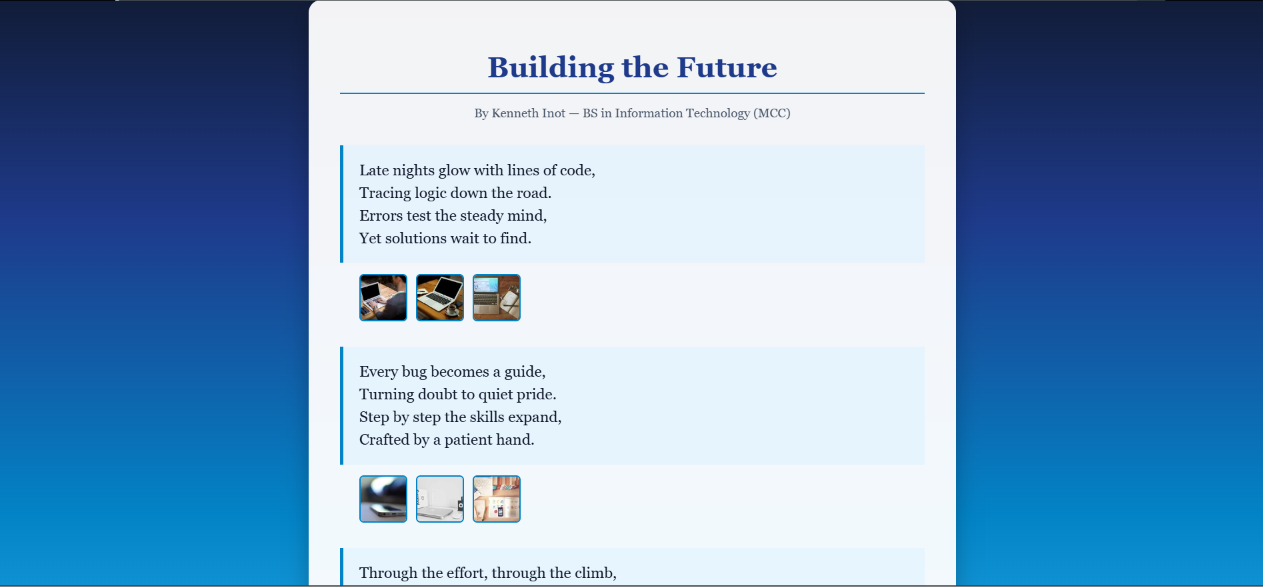 Building the Future
By Kenneth Inot — BS in Information Technology (MCC)
Late nights glow with lines of code,
Tracing logic down the road.
Errors test the steady mind,
Yet solutions wait to find.
Every bug becomes a guide,
Turning doubt to quiet pride.
Step by step the skills expand,
Crafted by a patient hand.
Through the effort, through the climb,